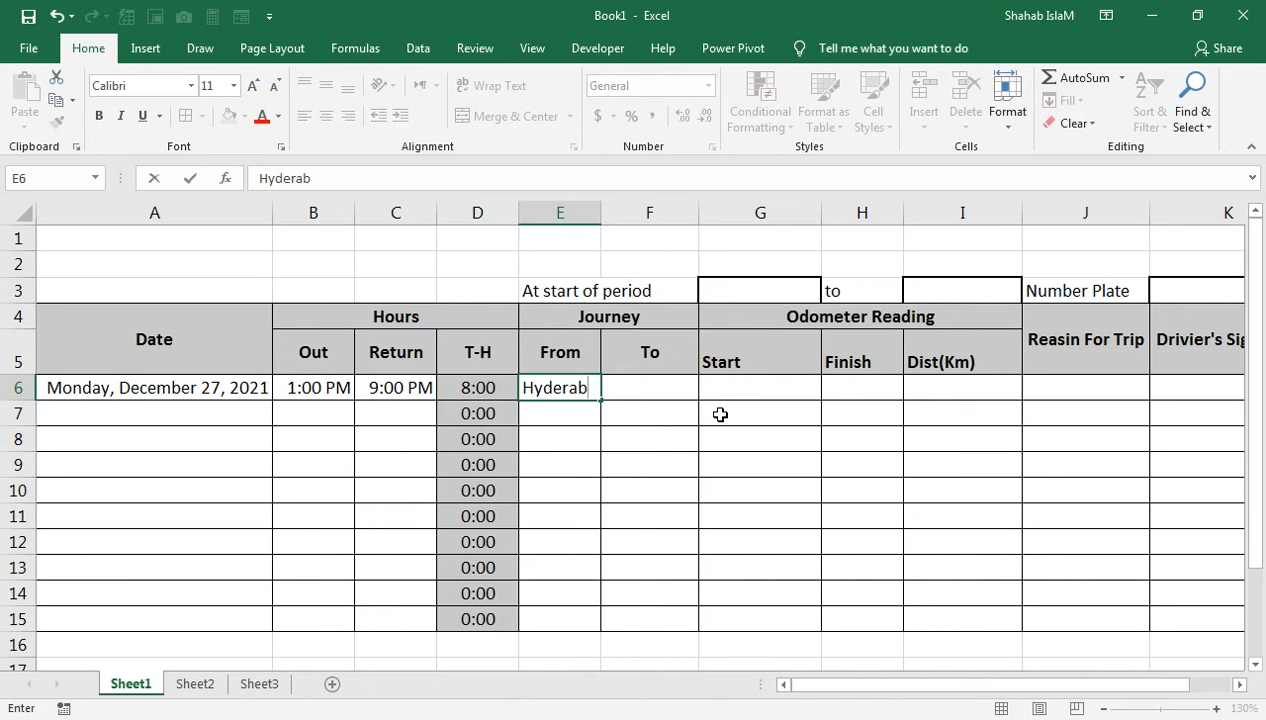 Book1 - Excel
Shahab IslaM
File Home Insert Draw Page Layout Formulas Data Review View Developer Help Power Pivot Tell me what you want to do Share
Paste
Calibri 11
B I U
Wrap Text
Merge & Center
General
$ %
Conditional Formatting
Format as Table
Cell Styles
Insert
Delete
Format
AutoSum
Fill
Clear
Sort & Filter
Find & Select
Clipboard Font Alignment Number Styles Cells Editing
E6 fx Hyderab
A B C D E F G H I J K
1
2
3 At start of period to Number Plate
4 Date Hours Journey Odometer Reading Reasin For Trip Drivier's Sig
5 Out Return T-H From To Start Finish Dist(Km)
6 Monday, December 27, 2021 1:00 PM 9:00 PM 8:00 Hyderab
7 0:00
8 0:00
9 0:00
10 0:00
11 0:00
12 0:00
13 0:00
14 0:00
15 0:00
16
17
Sheet1 Sheet2 Sheet3
Enter 130%